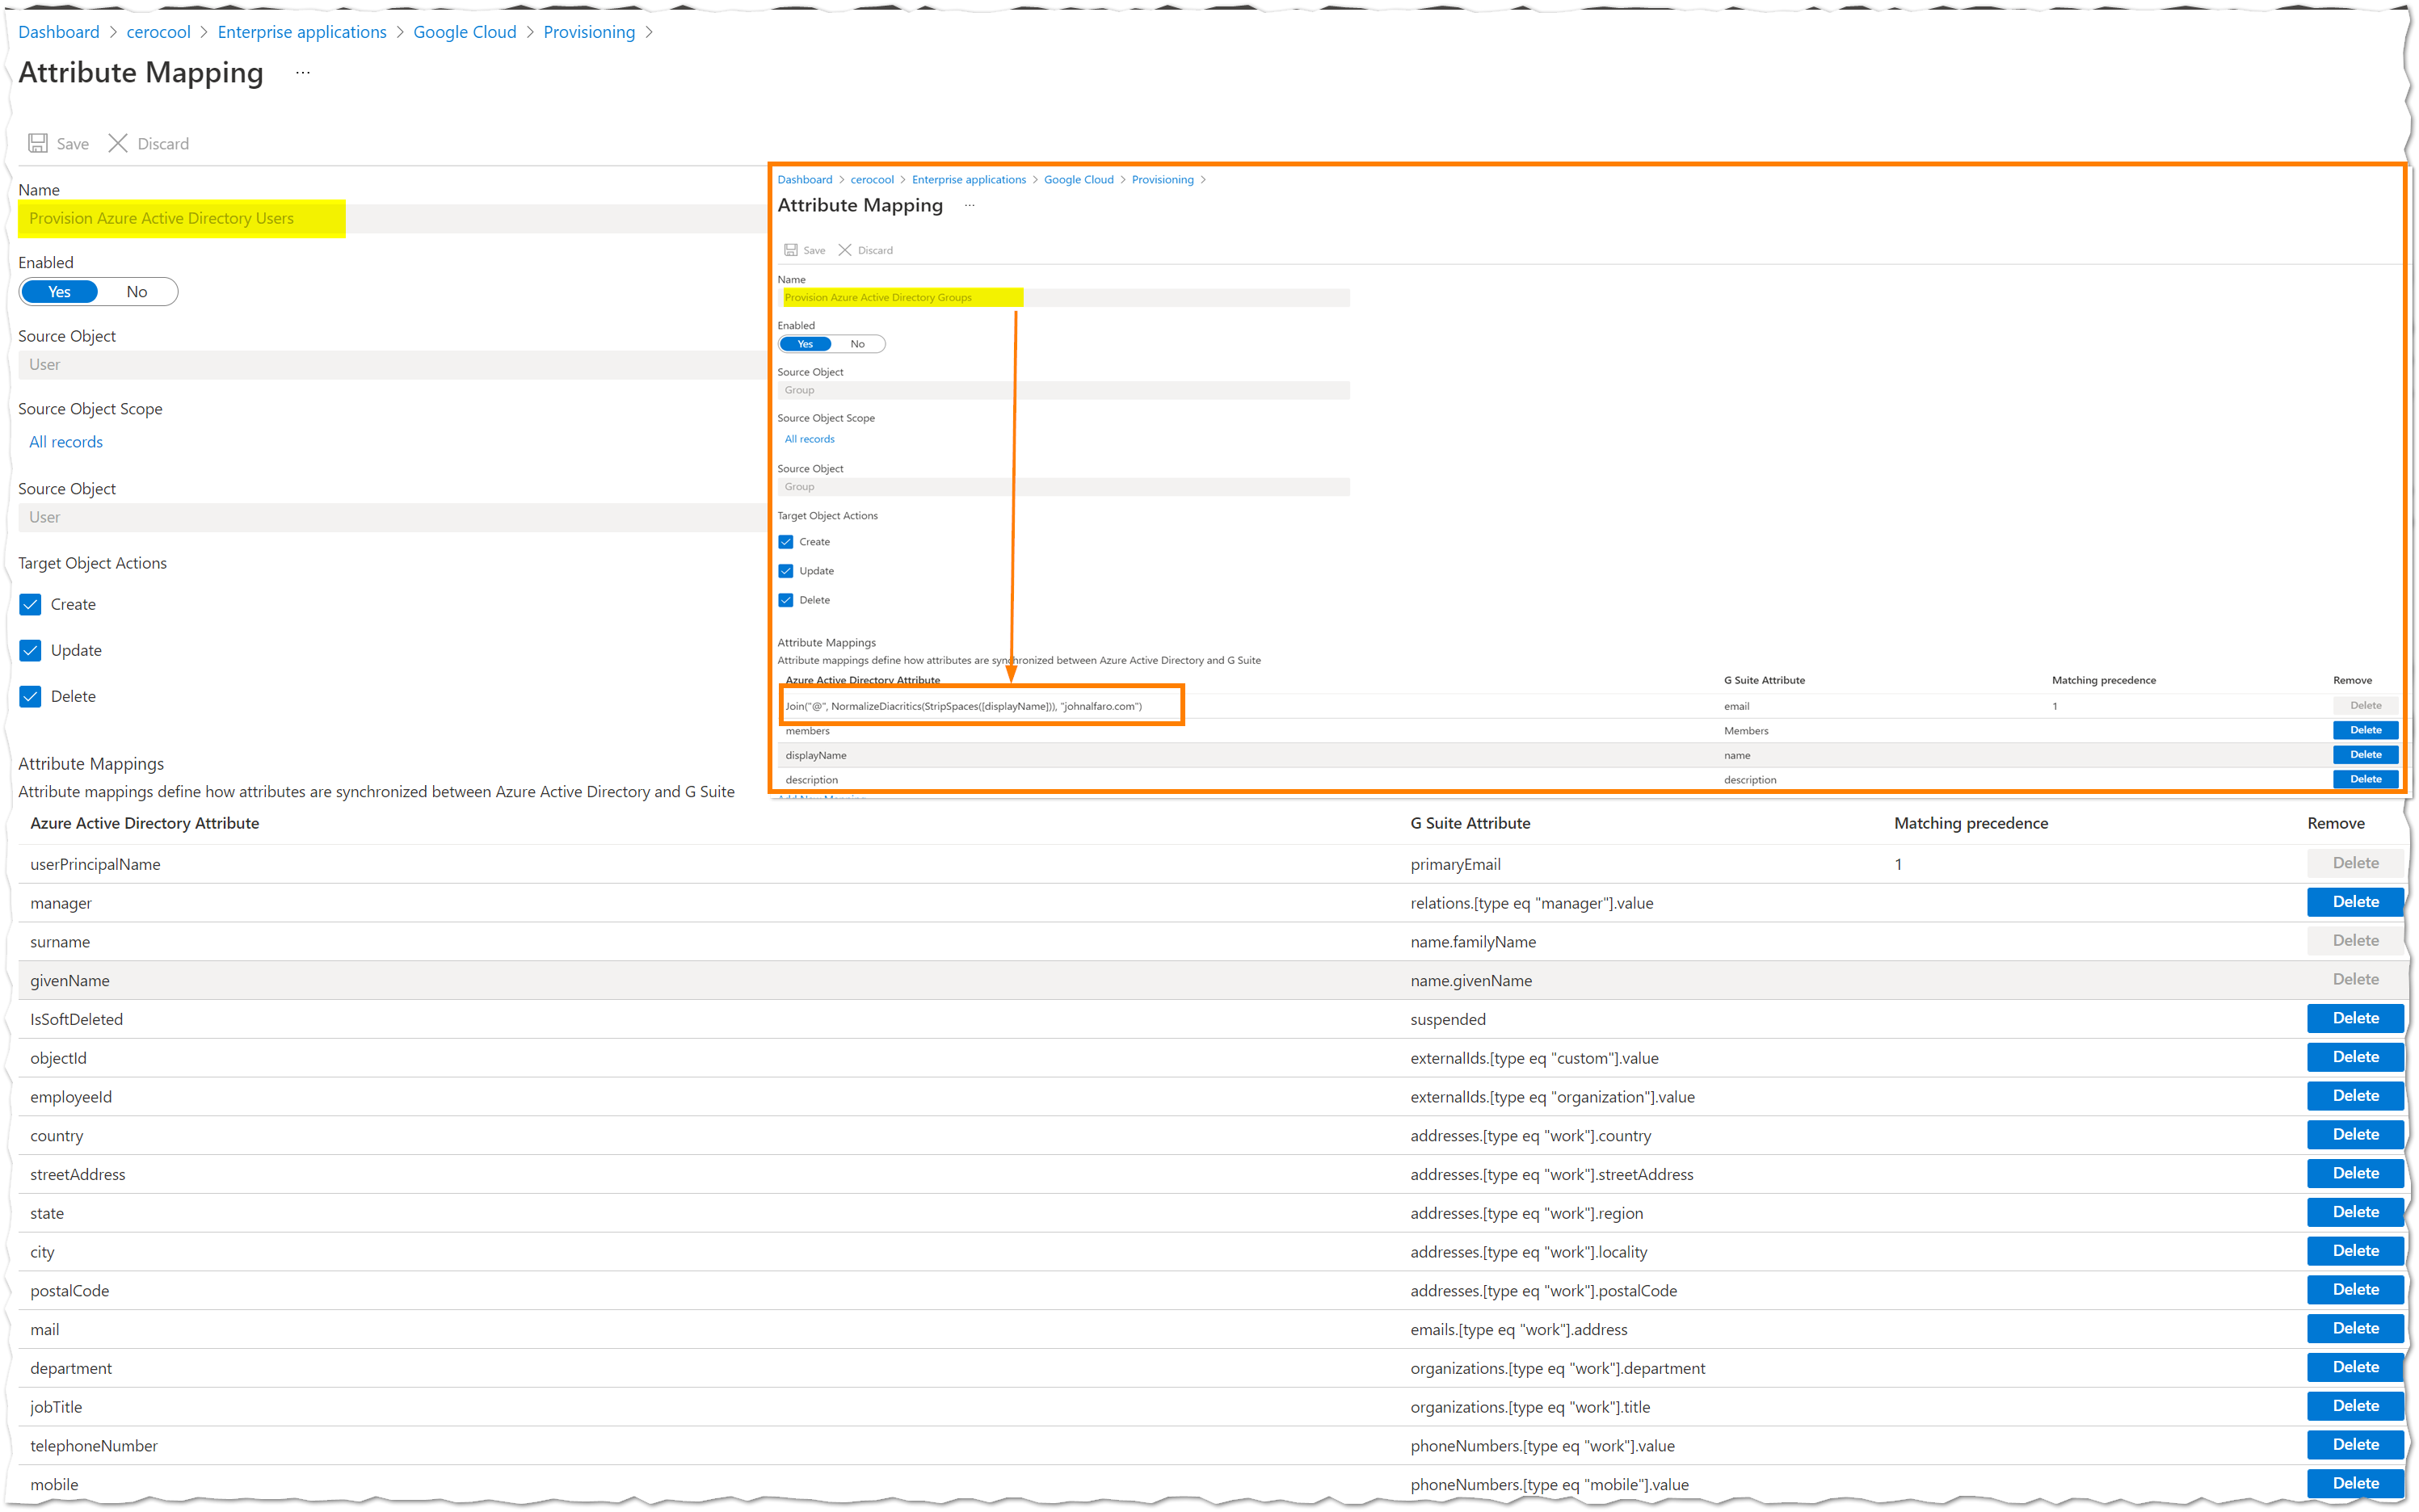 Dashboard > cerocool > Enterprise applications > Google Cloud > Provisioning >
Attribute Mapping ...
Save Discard
Name
Provision Azure Active Directory Users
Enabled
Yes No
Source Object
User
Source Object Scope
All records
Source Object
User
Target Object Actions
Create
Update
Delete
Attribute Mappings
Attribute mappings define how attributes are synchronized between Azure Active Directory and G Suite
Dashboard > cerocool > Enterprise applications > Google Cloud > Provisioning >
Attribute Mapping ...
Save Discard
Name
Provision Azure Active Directory Groups
Enabled
Yes No
Source Object
Group
Source Object Scope
All records
Source Object
Group
Target Object Actions
Create
Update
Delete
Attribute Mappings
Attribute mappings define how attributes are synchronized between Azure Active Directory and G Suite
Azure Active Directory Attribute G Suite Attribute Matching precedence Remove
Join("@", NormalizeDiacritics(StripSpaces([displayName])), "johnalfaro.com") email 1 Delete
members Members Delete
displayName name Delete
description description Delete
Add New Mapping
Azure Active Directory Attribute G Suite Attribute Matching precedence Remove
userPrincipalName primaryEmail 1 Delete
manager relations.[type eq "manager"].value Delete
surname name.familyName Delete
givenName name.givenName Delete
IsSoftDeleted suspended Delete
objectId externalIds.[type eq "custom"].value Delete
employeeId externalIds.[type eq "organization"].value Delete
country addresses.[type eq "work"].country Delete
streetAddress addresses.[type eq "work"].streetAddress Delete
state addresses.[type eq "work"].region Delete
city addresses.[type eq "work"].locality Delete
postalCode addresses.[type eq "work"].postalCode Delete
mail emails.[type eq "work"].address Delete
department organizations.[type eq "work"].department Delete
jobTitle organizations.[type eq "work"].title Delete
telephoneNumber phoneNumbers.[type eq "work"].value Delete
mobile phoneNumbers.[type eq "mobile"].value Delete